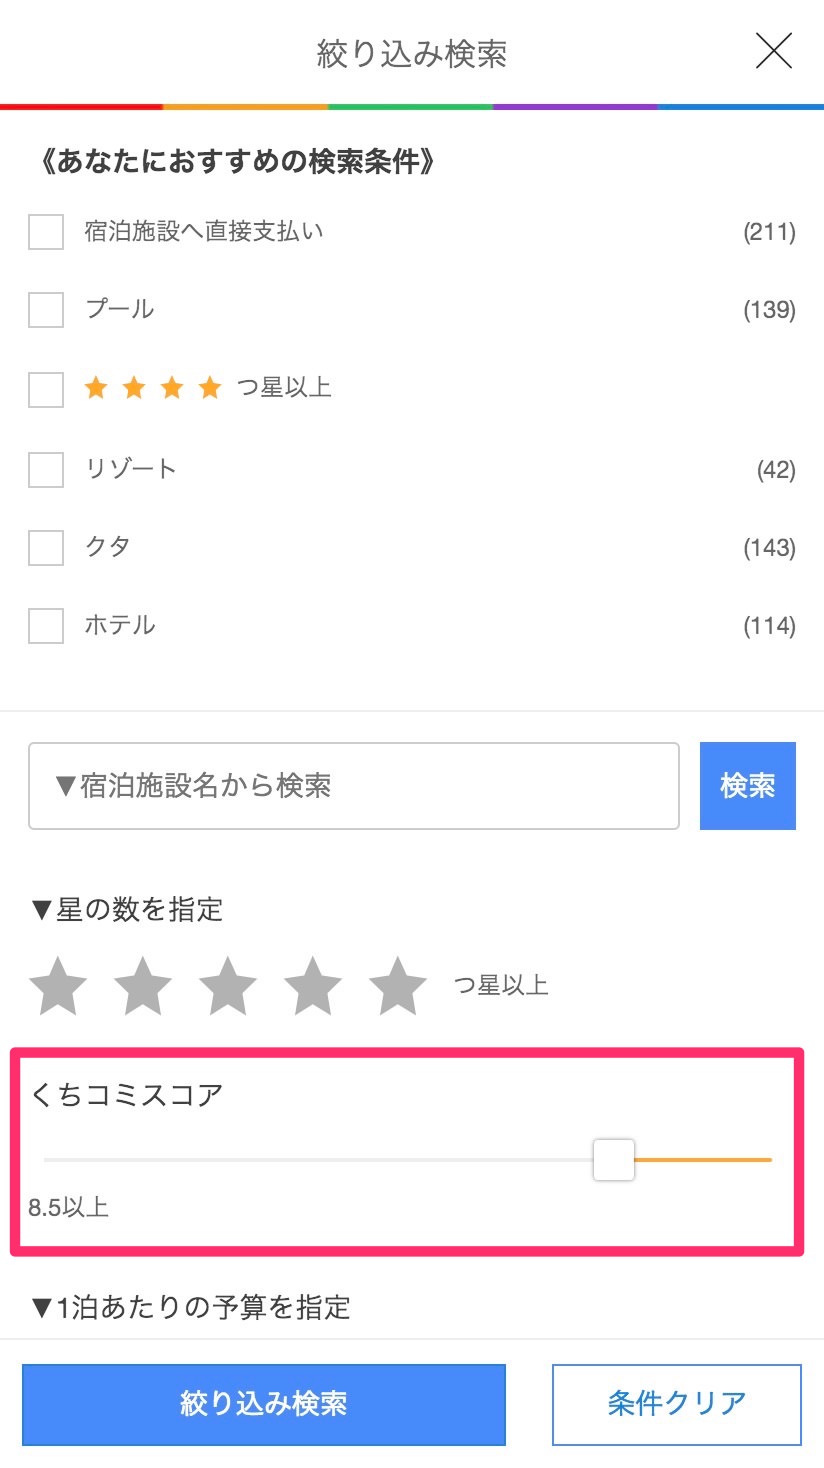 絞り込み検索
《あなたにおすすめの検索条件》
宿泊施設へ直接支払い (211)
プール (139)
★ ★ ★ ★ つ星以上
リゾート (42)
クタ (143)
ホテル (114)
▼宿泊施設名から検索 検索
▼星の数を指定
★ ★ ★ ★ ★ つ星以上
くちコミスコア
8.5以上
▼1泊あたりの予算を指定
絞り込み検索 条件クリア